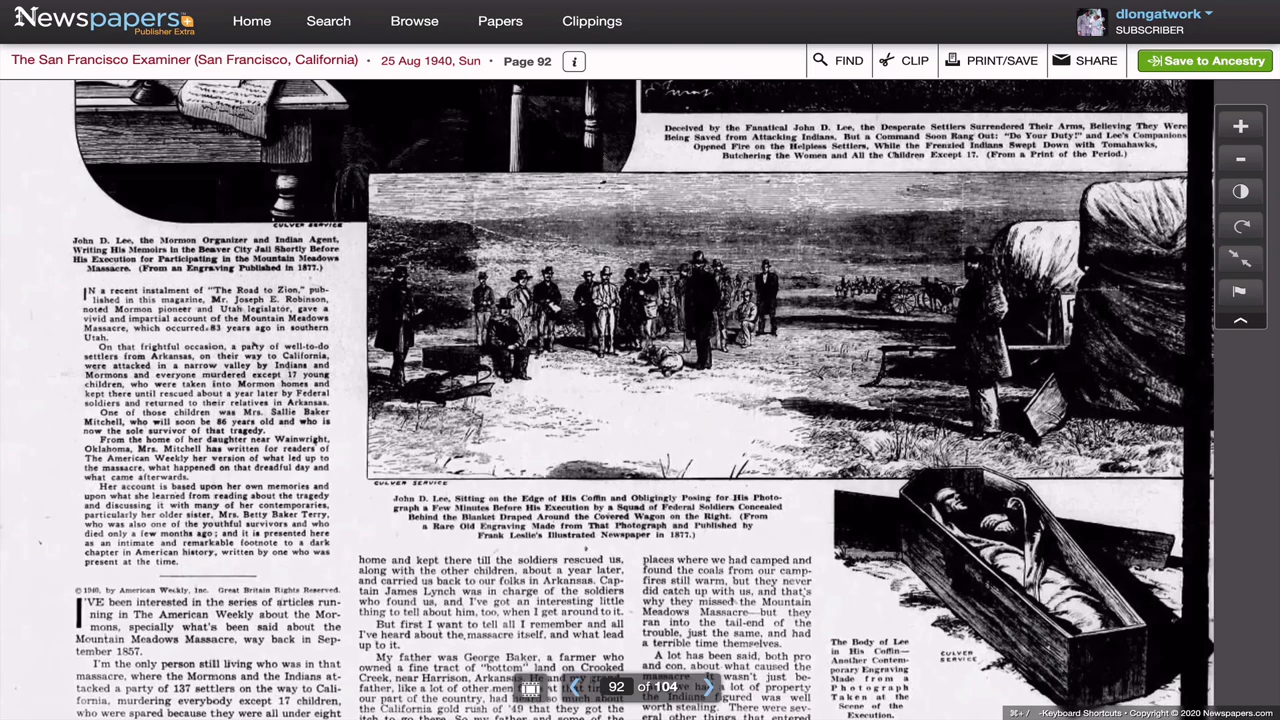 Newspapers
Publisher Extra
Home
Search
Browse
Papers
Clippings
dlongatwork
SUBSCRIBER
The San Francisco Examiner (San Francisco, California) • 25 Aug 1940, Sun • Page 92
FIND
CLIP
PRINT/SAVE
SHARE
Save to Ancestry
Deceived by the Fanatical John D. Lee, the Desperate Settlers Surrendered Their Arms, Believing They Were
Being Saved from Attacking Indians, But a Command Soon Rang Out: "Do Your Duty!" and Lee's Companions
Opened Fire on the Helpless Settlers, While the Frenzied Indians Swept Down with Tomahawks,
Butchering the Women and All the Children Except 17. (From a Print of the Period.)
CULVER SERVICE
John D. Lee, the Mormon Organizer and Indian Agent,
Writing His Memoirs in the Beaver City Jail Shortly Before
His Execution for Participating in the Mountain Meadows
Massacre. (From an Engraving Published in 1877.)
IN a recent instalment of "The Road to Zion," pub-
lished in this magazine, Mr. Joseph E. Robinson,
noted Mormon pioneer and Utah legislator, gave a
vivid and impartial account of the Mountain Meadows
Massacre, which occurred 83 years ago in southern
Utah.
On that frightful occasion, a party of well-to-do
settlers from Arkansas, on their way to California,
were attacked in a narrow valley by Indians and
Mormons and everyone murdered except 17 young
children, who were taken into Mormon homes and
kept there until rescued about a year later by Federal
soldiers and returned to their relatives in Arkansas.
One of those children was Mrs. Sallie Baker
Mitchell, who will soon be 86 years old and who is
now the sole survivor of that tragedy.
From the home of her daughter near Wainwright,
Oklahoma, Mrs. Mitchell has written for readers of
The American Weekly her version of what led up to
the massacre, what happened on that dreadful day and
what came afterwards.
Her account is based upon her own memories and
upon what she learned from reading about the tragedy
and discussing it with many of her contemporaries,
particularly her older sister, Mrs. Betty Baker Terry,
who was also one of the youthful survivors and who
died only a few months ago; and it is presented here
as an intimate and remarkable footnote to a dark
chapter in American history, written by one who was
present at the time.
© 1940, by American Weekly, Inc. Great Britain Rights Reserved.
I'VE been interested in the series of articles run-
ning in The American Weekly about the Mor-
mons, specially what's been said about the
Mountain Meadows Massacre, way back in Sep-
tember 1857.
I'm the only person still living who was in that
massacre, where the Mormons and the Indians at-
tacked a party of 137 settlers on the way to Cali-
fornia, murdering everybody except 17 children,
who were spared because they were all under eight
CULVER SERVICE
John D. Lee, Sitting on the Edge of His Coffin and Obligingly Posing for His Photo-
graph a Few Minutes Before His Execution by a Squad of Federal Soldiers Concealed
Behind the Blanket Draped Around the Covered Wagon on the Right. (From
a Rare Old Engraving Made from That Photograph and Published by
Frank Leslie's Illustrated Newspaper in 1877.)
home and kept there till the soldiers rescued us,
along with the other children, about a year later,
and carried us back to our folks in Arkansas. Cap-
tain James Lynch was in charge of the soldiers
who found us, and I've got an interesting little
thing to tell about him, too, when I get around to it.
But first I want to tell all I remember and all
I've heard about the massacre itself, and what lead
up to it.
My father was George Baker, a farmer who
owned a fine tract of "bottom" land on Crooked
Creek, near Harrison, Arkansas. He and
father, like a lot of other men
our part of the country, had
the California gold rush of '49 that they got the
places where we had camped and
found the coals from our camp-
fires still warm, but they never
did catch up with us, and that's
why they missed the Mountain
Meadows Massacre—but they
ran into the tail-end of the
trouble, just the same, and had
a terrible time themselves.
A lot has been said, both pro
and con, about what caused the
wasn't just be-
a lot of property
the Indians figured was well
worth stealing. There were sev-
eral other things that entered
The Body of Lee
in His Coffin—
Another Contem-
porary Engraving
Made from a
Photograph
Taken at the
Scene of the
Execution.
CULVER
SERVICE
92 of 104
⌘+/ -Keyboard Shortcuts • Copyright © 2020 Newspapers.com